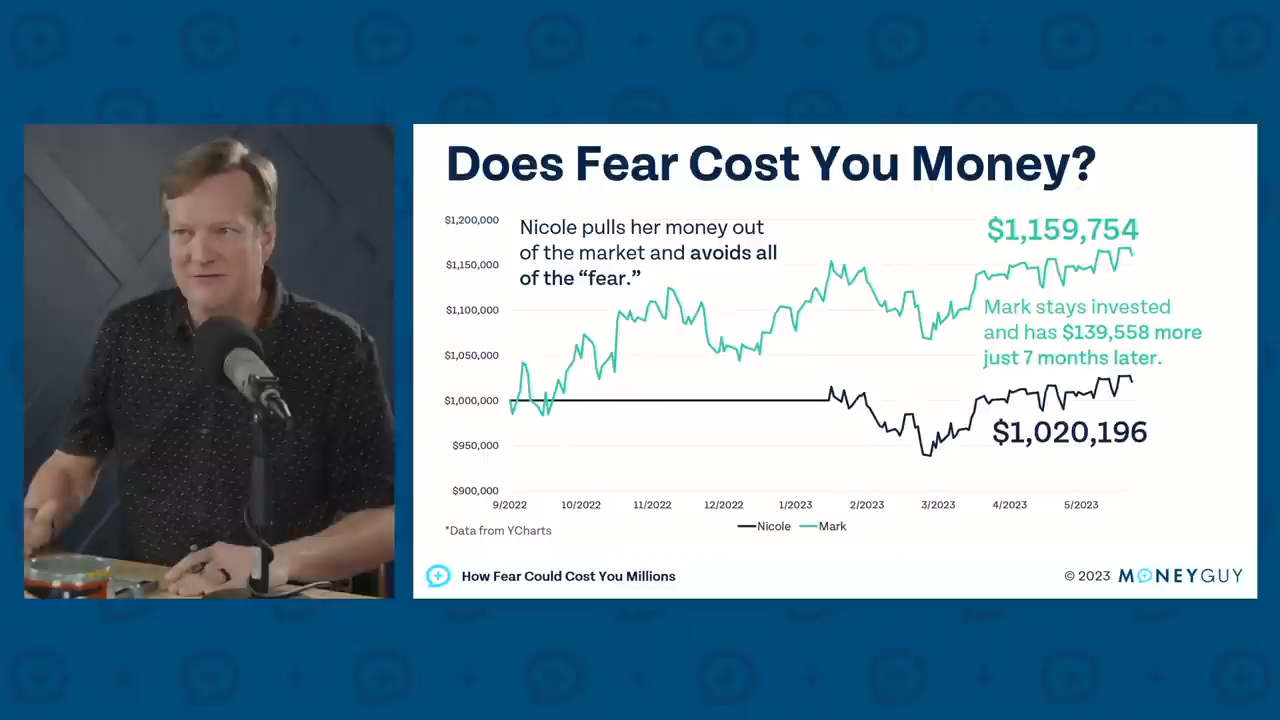 Does Fear Cost You Money?
$1,200,000
$1,150,000
$1,100,000
$1,050,000
$1,000,000
$950,000
$900,000
Nicole pulls her money out
of the market and avoids all
of the “fear.”
$1,159,754
Mark stays invested
and has $139,558 more
just 7 months later.
$1,020,196
9/2022 10/2022 11/2022 12/2022 1/2023 2/2023 3/2023 4/2023 5/2023
Nicole Mark
*Data from YCharts
How Fear Could Cost You Millions
© 2023 MONEYGUY